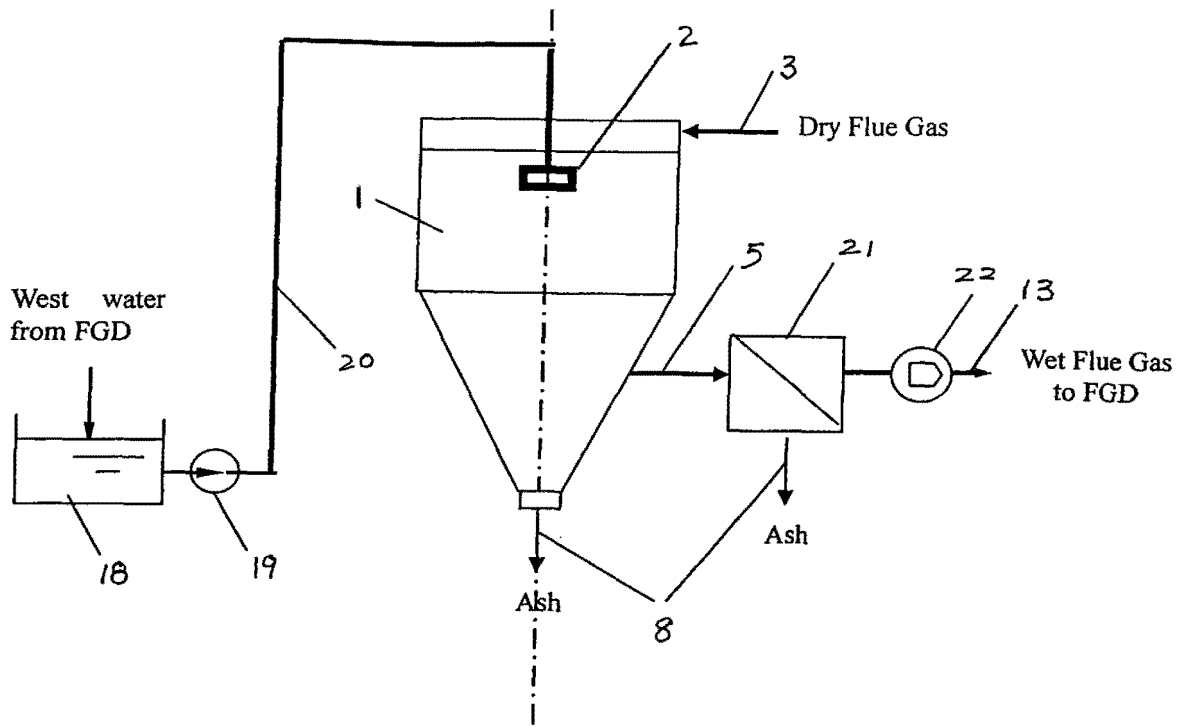 2
3
Dry Flue Gas
1
5
21
22
13
West water
from FGD
20
Wet Flue Gas
to FGD
18
19
Ash
Ash
8